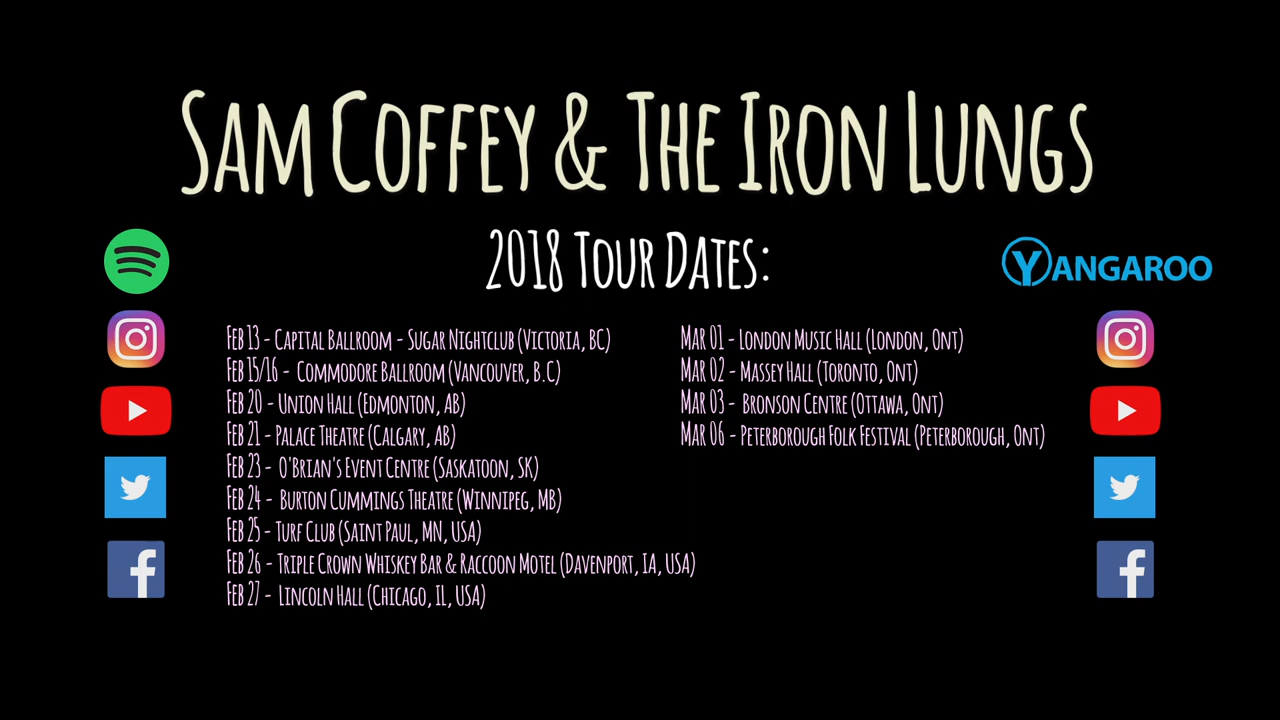 Sam Coffey & The Iron Lungs
2018 Tour Dates:
YANGAROO
Feb 13 - Capital Ballroom - Sugar Nightclub (Victoria, BC)
Feb 15/16 - Commodore Ballroom (Vancouver, B.C)
Feb 20 - Union Hall (Edmonton, AB)
Feb 21 - Palace Theatre (Calgary, AB)
Feb 23 - O'Brian's Event Centre (Saskatoon, SK)
Feb 24 - Burton Cummings Theatre (Winnipeg, MB)
Feb 25 - Turf Club (Saint Paul, MN, USA)
Feb 26 - Triple Crown Whiskey Bar & Raccoon Motel (Davenport, IA, USA)
Feb 27 - Lincoln Hall (Chicago, IL, USA)
Mar 01 - London Music Hall (London, Ont)
Mar 02 - Massey Hall (Toronto, Ont)
Mar 03 - Bronson Centre (Ottawa, Ont)
Mar 06 - Peterborough Folk Festival (Peterborough, Ont)